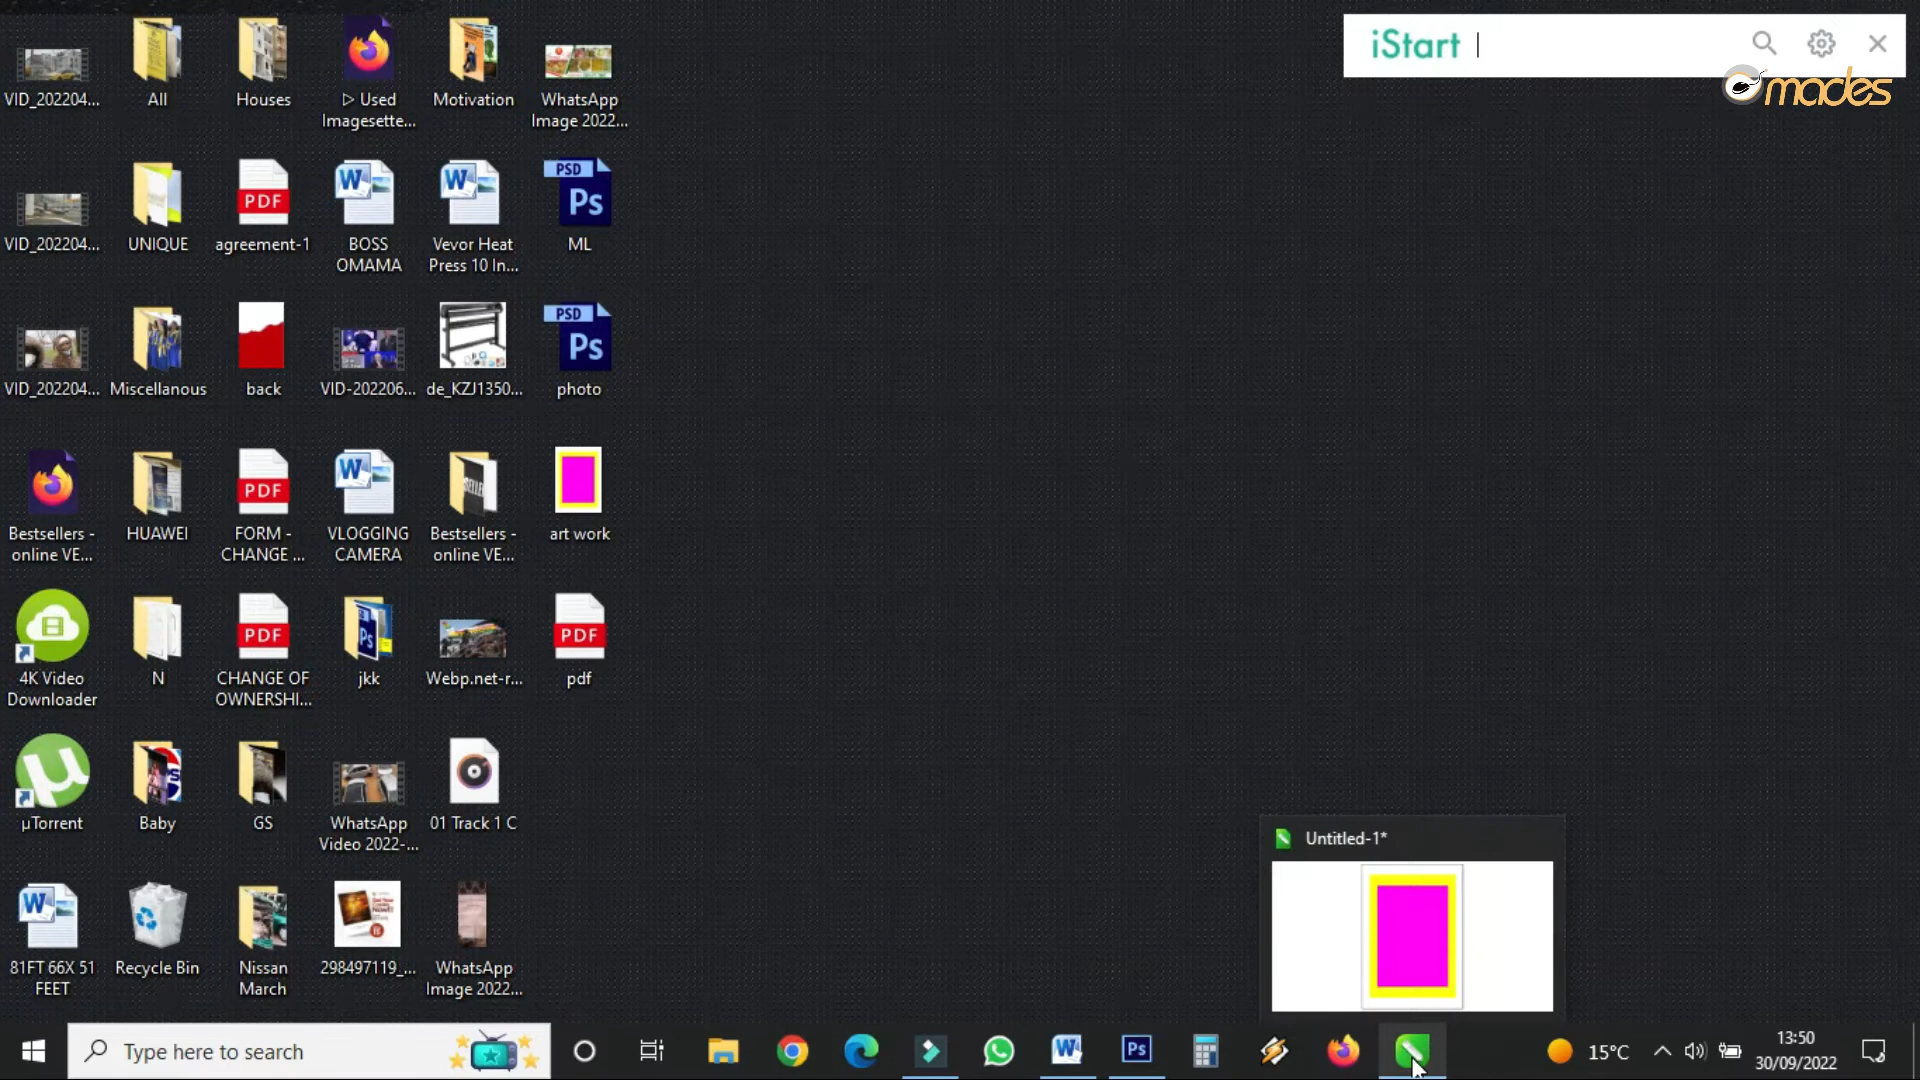 iStart
mades
VID_202204...
All
Houses
▷ Used
Imagesette...
Motivation
WhatsApp
Image 2022...
VID_202204...
UNIQUE
PDF
agreement-1
BOSS
OMAMA
Vevor Heat
Press 10 In...
PSD
Ps
ML
VID_202204...
Miscellanous
back
VID-202206...
de_KZJ1350...
PSD
Ps
photo
Bestsellers -
online VE...
HUAWEI
PDF
FORM -
CHANGE ...
VLOGGING
CAMERA
Bestsellers -
online VE...
art work
4K Video
Downloader
N
PDF
CHANGE OF
OWNERSHI...
Ps
jkk
Webp.net-r...
PDF
pdf
µTorrent
Baby
GS
WhatsApp
Video 2022-...
01 Track 1 C
81FT 66X 51
FEET
Recycle Bin
Nissan
March
298497119_...
WhatsApp
Image 2022...
Untitled-1*
Type here to search
Ps
15°C
13:50
30/09/2022